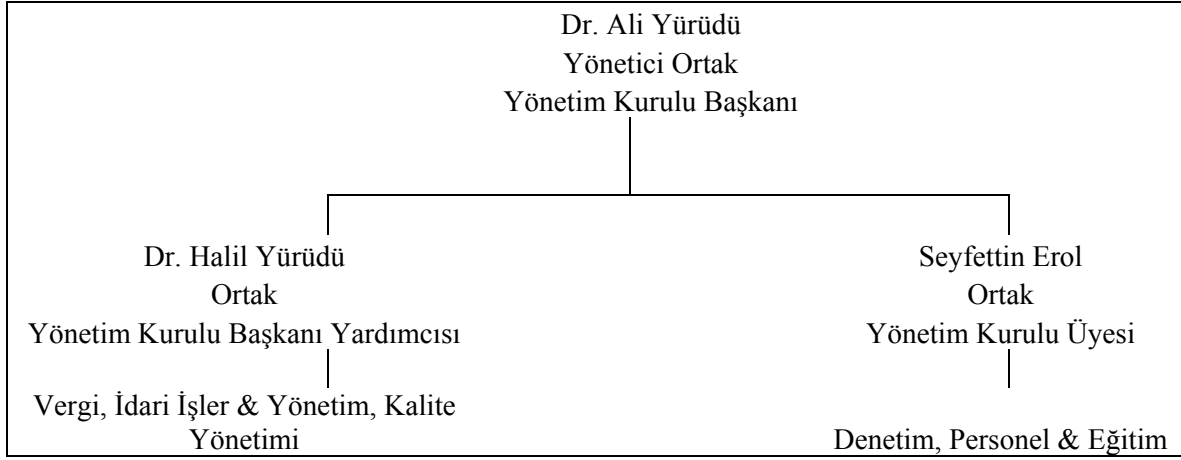 Dr. Ali Yürüdü
Yönetici Ortak
Yönetim Kurulu Başkanı
Dr. Halil Yürüdü
Ortak
Yönetim Kurulu Başkanı Yardımcısı
Vergi, İdari İşler & Yönetim, Kalite
Yönetimi
Seyfettin Erol
Ortak
Yönetim Kurulu Üyesi
Denetim, Personel & Eğitim